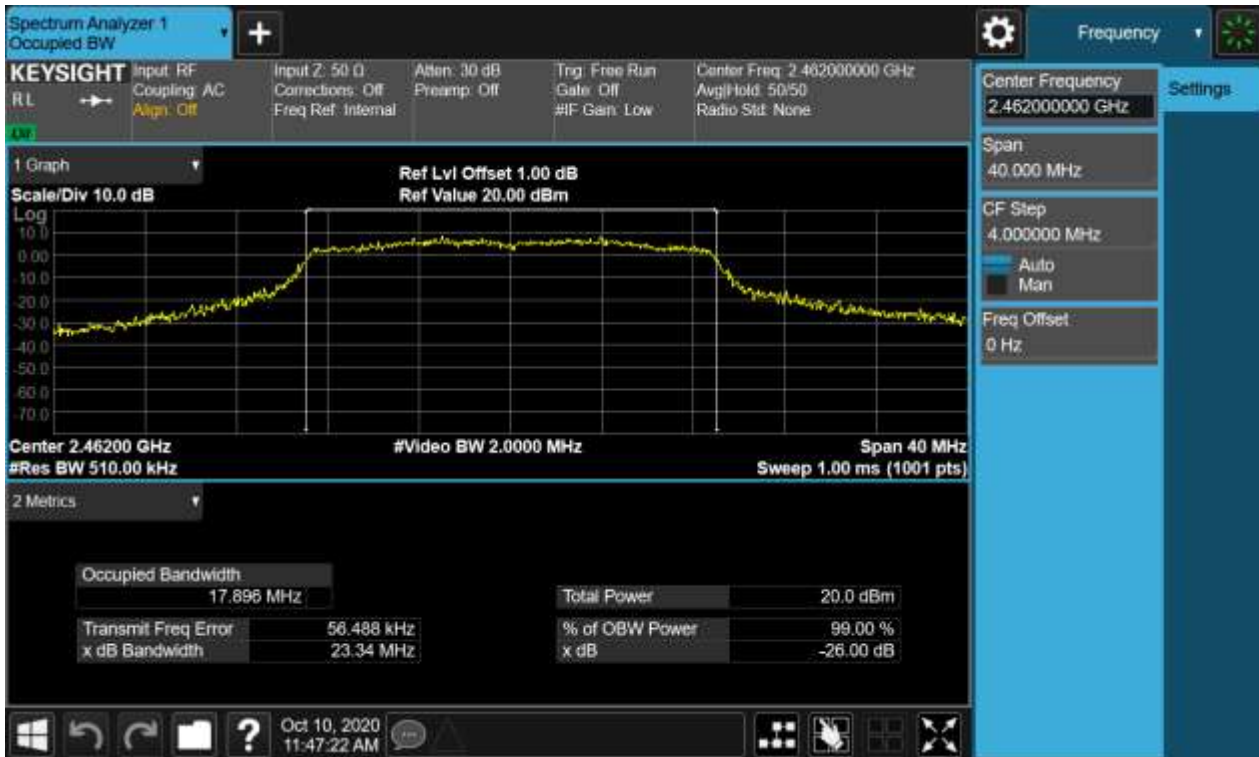 Spectrum Analyzer 1
Occupied BW
+
Frequency
KEYSIGHT
RL
Input: RF
Coupling: AC
Align: Off
Input Z: 50 Ω
Corrections: Off
Freq Ref: Internal
Atten: 30 dB
Preamp: Off
Trig: Free Run
Gate: Off
#IF Gain: Low
Center Freq: 2.462000000 GHz
Avg|Hold: 50/50
Radio Std: None
Center Frequency
2.462000000 GHz
Settings
Span
40.000 MHz
CF Step
4.000000 MHz
Auto
Man
Freq Offset
0 Hz
1 Graph
Scale/Div 10.0 dB
Ref Lvl Offset 1.00 dB
Ref Value 20.00 dBm
Log
10.0
0.00
-10.0
-20.0
-30.0
-40.0
-50.0
-60.0
-70.0
Center 2.46200 GHz
#Video BW 2.0000 MHz
Span 40 MHz
#Res BW 510.00 kHz
Sweep 1.00 ms (1001 pts)
2 Metrics
Occupied Bandwidth
17.896 MHz
Total Power 20.0 dBm
Transmit Freq Error 56.488 kHz
% of OBW Power 99.00 %
x dB Bandwidth 23.34 MHz
x dB -26.00 dB
?
Oct 10, 2020
11:47:22 AM